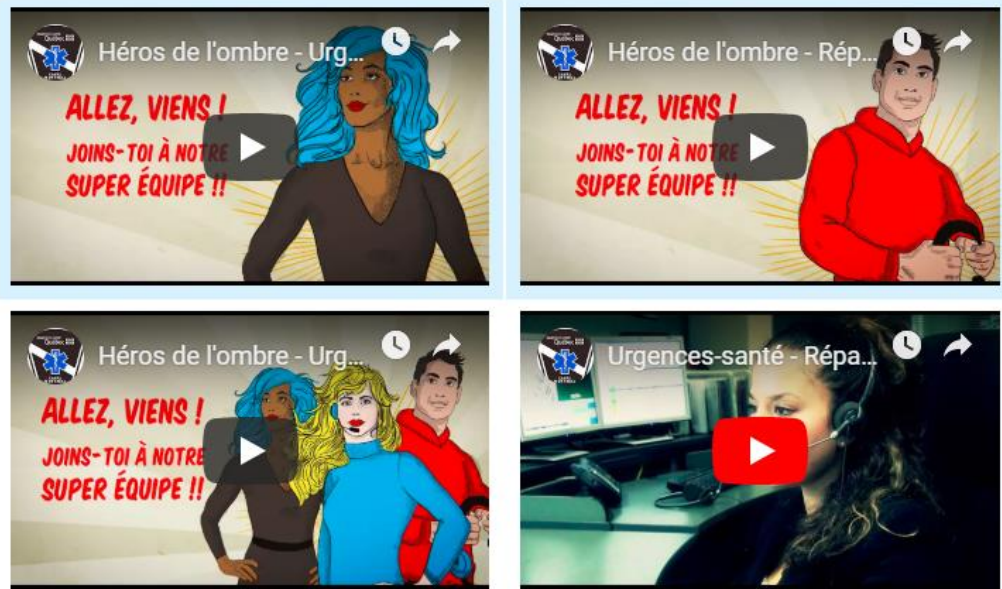 Héros de l'ombre - Urg...
ALLEZ, VIENS !
JOINS-TOI À NOTRE
SUPER ÉQUIPE !!
Héros de l'ombre - Rép...
ALLEZ, VIENS !
JOINS-TOI À NOTRE
SUPER ÉQUIPE !!
Héros de l'ombre - Urg...
ALLEZ, VIENS !
JOINS-TOI À NOTRE
SUPER ÉQUIPE !!
Urgences-santé - Répa...